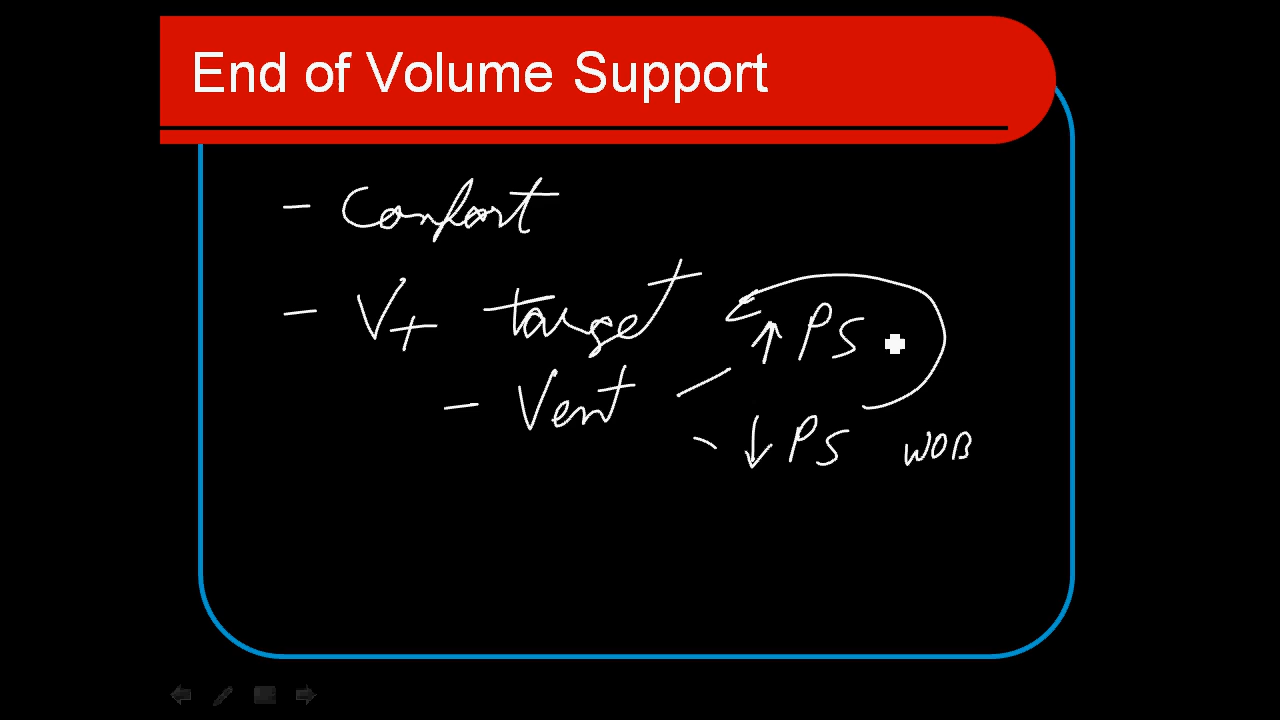 End of Volume Support
- Comfort
- VT target
↑ PS
- Vent
↓ PS WOB